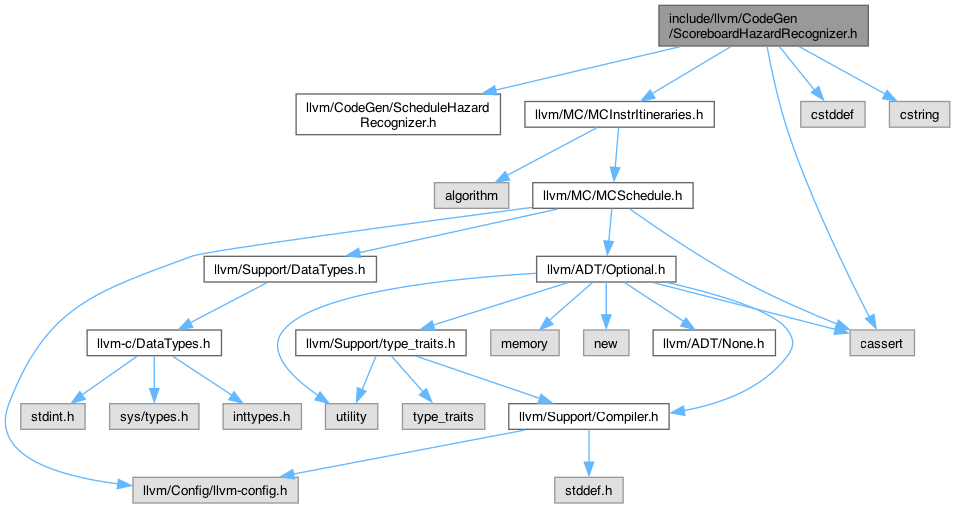 include/llvm/CodeGen
/ScoreboardHazardRecognizer.h
llvm/CodeGen/ScheduleHazard
Recognizer.h
llvm/MC/MCInstrItineraries.h
cstddef
cstring
algorithm
llvm/MC/MCSchedule.h
llvm/Support/DataTypes.h
llvm/ADT/Optional.h
llvm-c/DataTypes.h
llvm/Support/type_traits.h
memory
new
llvm/ADT/None.h
cassert
stdint.h
sys/types.h
inttypes.h
utility
type_traits
llvm/Support/Compiler.h
llvm/Config/llvm-config.h
stddef.h